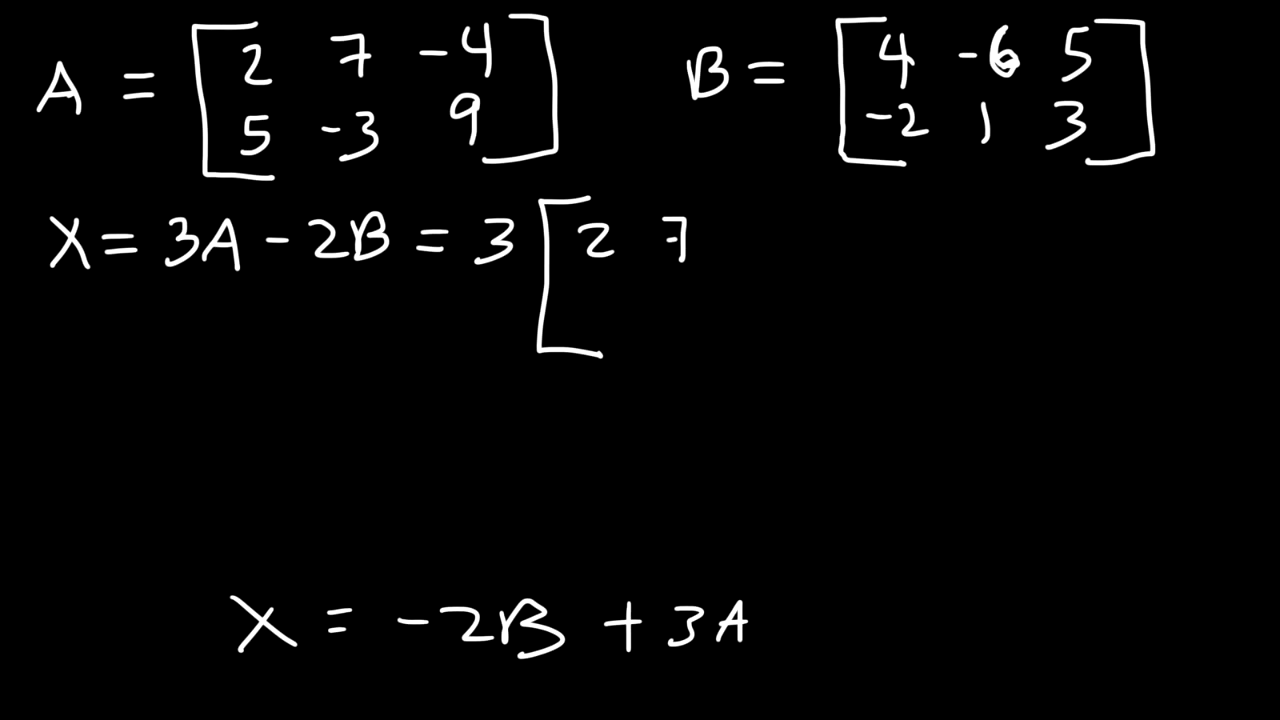 A = [ 2 7 -4 B = [ 4 -6 5
5 -3 9 ] -2 1 3 ]
X = 3A - 2B = 3 [ 2 7
X = -2B + 3A